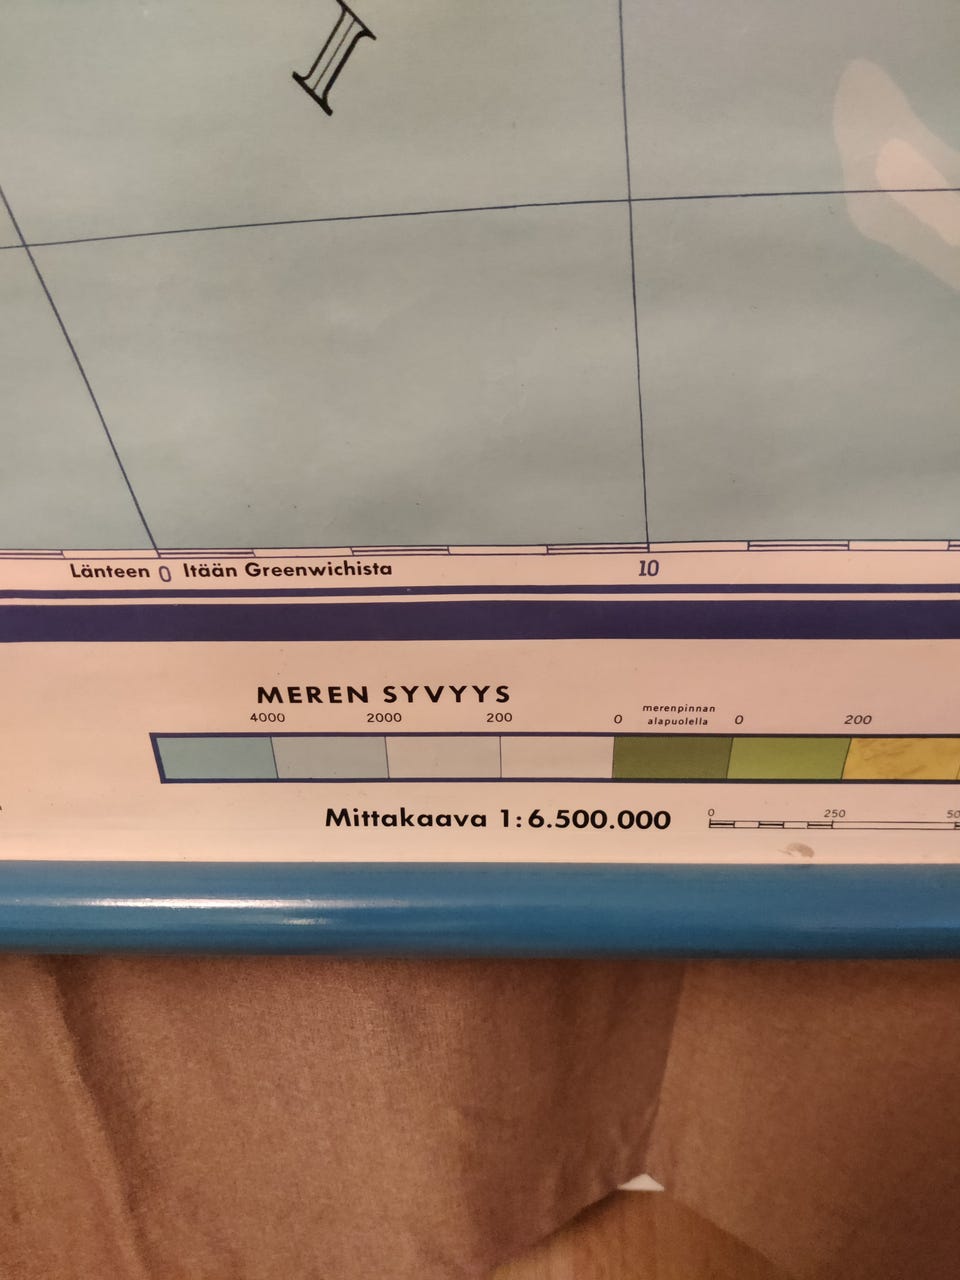 I
Länteen 0 Itään Greenwichista
10
MEREN SYVYYS
4000 2000 200 0 merenpinnan alapuolella 0 200
Mittakaava 1:6.500.000
0 250